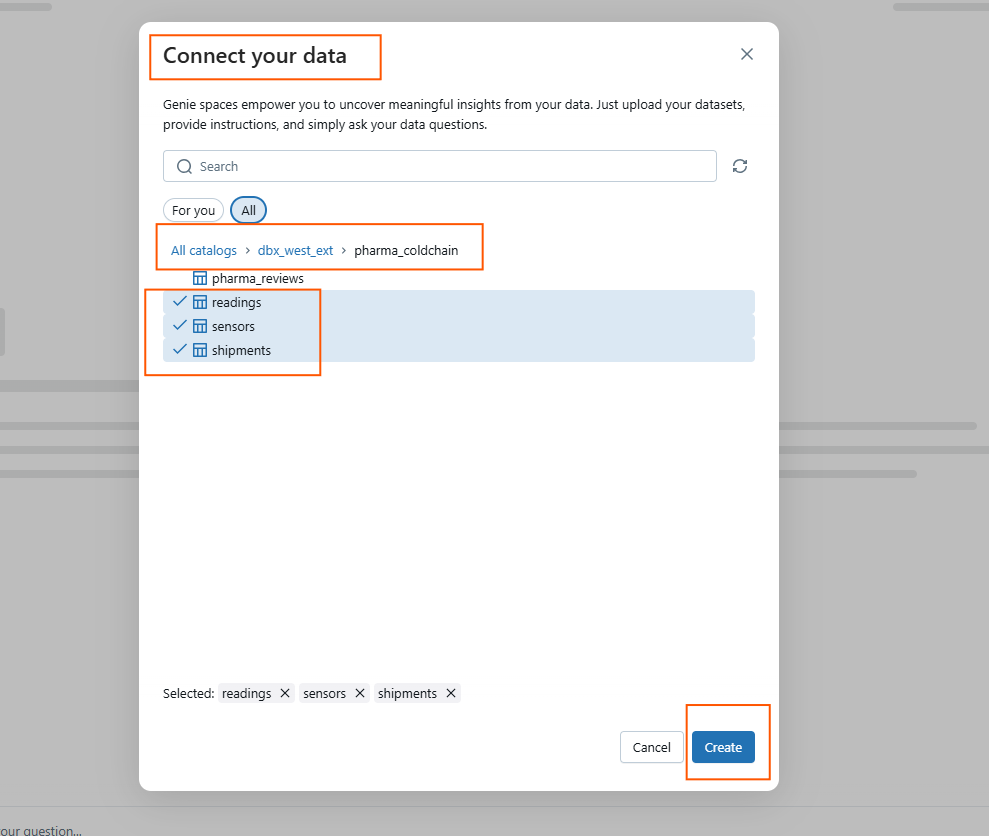 Connect your data
Genie spaces empower you to uncover meaningful insights from your data. Just upload your datasets,
provide instructions, and simply ask your data questions.
Search
For you All
All catalogs › dbx_west_ext › pharma_coldchain
pharma_reviews
readings
sensors
shipments
Selected: readings sensors shipments
Cancel Create
our question...